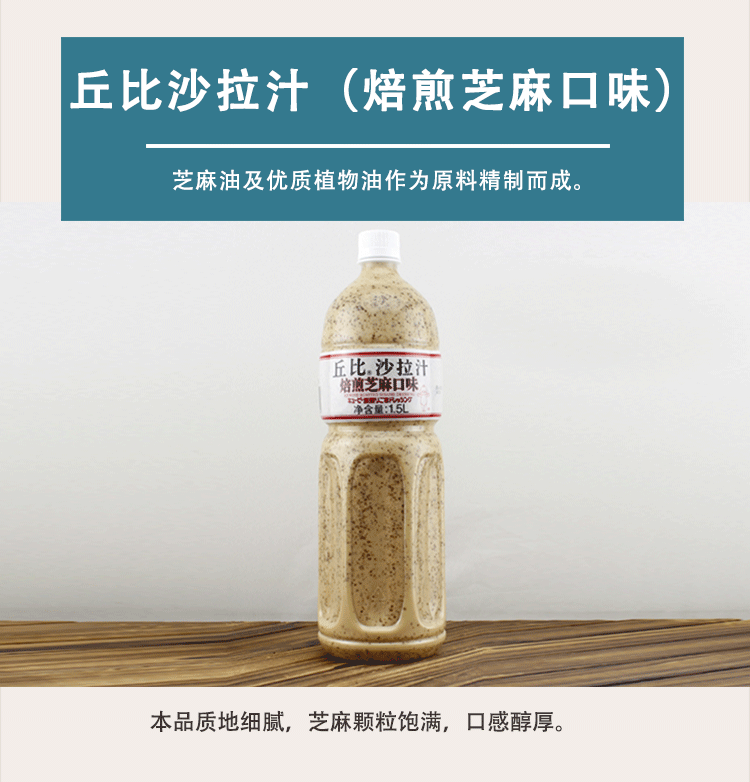 丘比沙拉汁（焙煎芝麻口味）
芝麻油及优质植物油作为原料精制而成。
丘比®沙拉汁
焙煎芝麻口味
净含量:1.5L
本品质地细腻，芝麻颗粒饱满，口感醇厚。